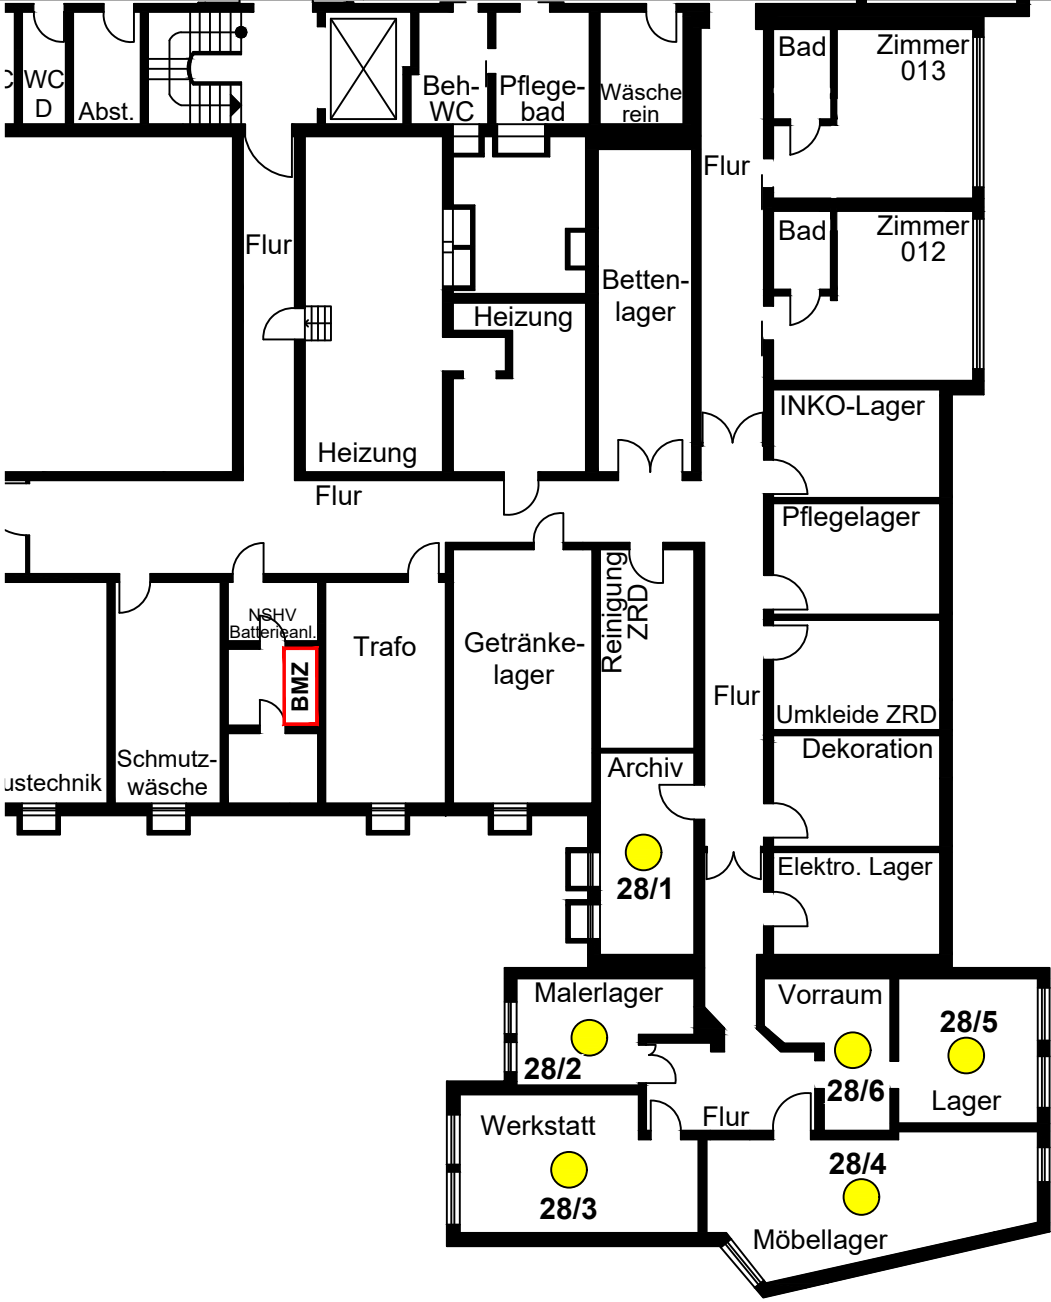 C
WC
D
Abst.
Beh-
WC
Pflege-
bad
Wäsche
rein
Bad
Zimmer
013
Flur
Bad
Zimmer
012
Flur
Betten-
lager
Heizung
INKO-Lager
Heizung
Flur
Pflegelager
Reinigung
ZRD
NSHV
Batterieanl.
Trafo
Getränke-
lager
BMZ
Flur
Umkleide ZRD
Schmutz-
wäsche
ustechnik
Archiv
Dekoration
28/1
Elektro. Lager
Malerlager
28/2
Vorraum
28/6
28/5
Lager
Werkstatt
28/3
Flur
28/4
Möbellager